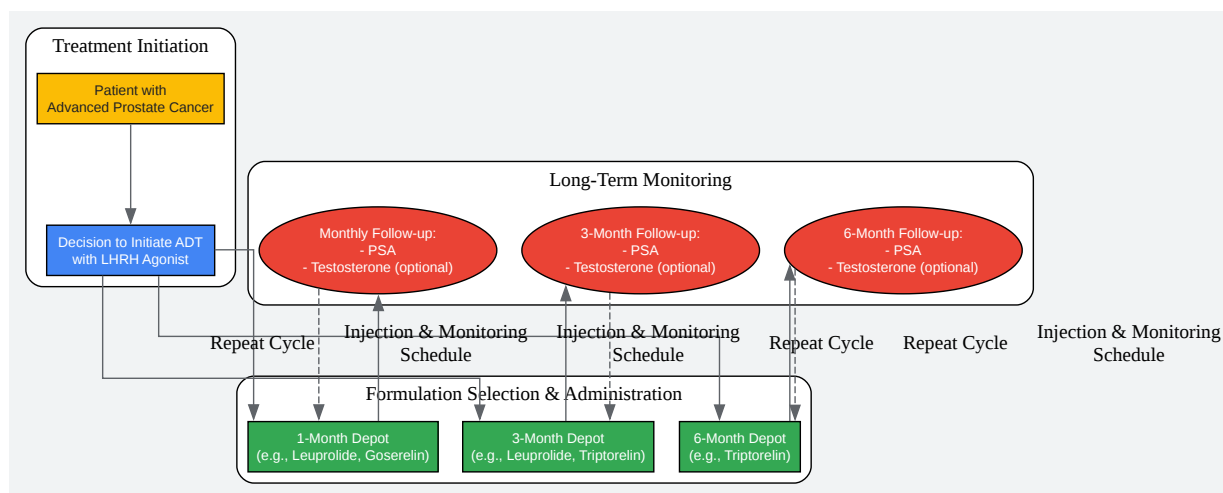 Treatment Initiation
Patient with
Advanced Prostate Cancer
Decision to Initiate ADT
with LHRH Agonist
Long-Term Monitoring
Monthly Follow-up:
- PSA
- Testosterone (optional)
3-Month Follow-up:
- PSA
- Testosterone (optional)
6-Month Follow-up:
- PSA
- Testosterone (optional)
Repeat Cycle
Injection & Monitoring
Schedule
Injection & Monitoring
Schedule
Repeat Cycle
Repeat Cycle
Injection & Monitoring
Schedule
Formulation Selection & Administration
1-Month Depot
(e.g., Leuprolide, Goserelin)
3-Month Depot
(e.g., Leuprolide, Triptorelin)
6-Month Depot
(e.g., Triptorelin)